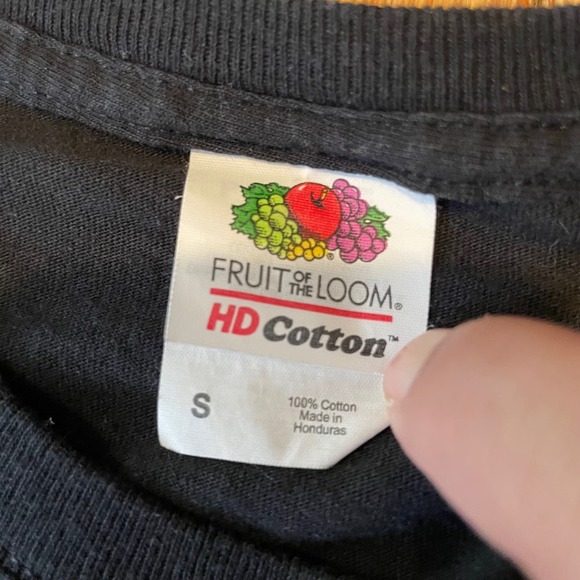 FRUIT OF THE LOOM®
HD Cotton™
S
100% Cotton
Made in
Honduras